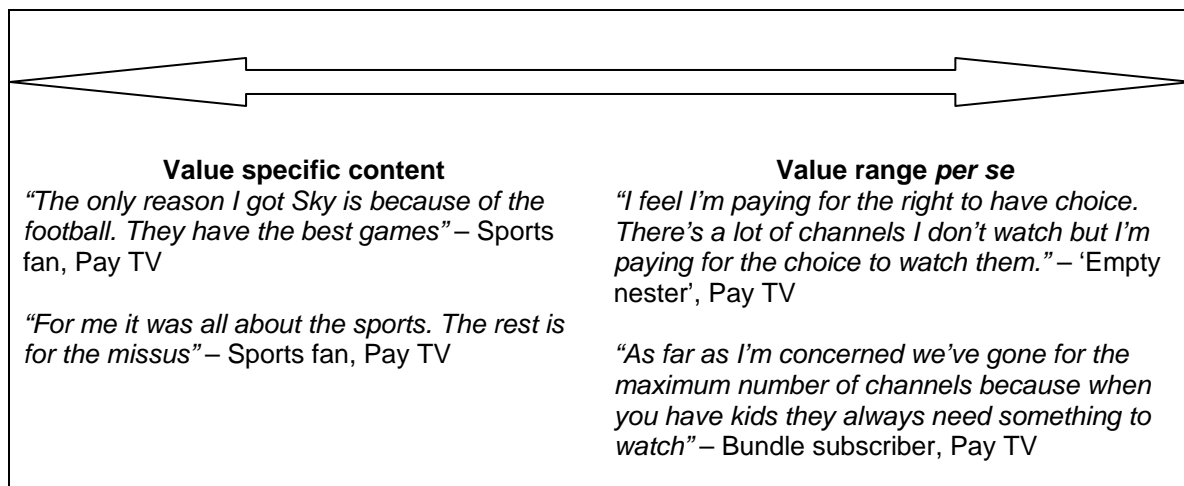 Value specific content
“The only reason I got Sky is because of the
football. They have the best games” – Sports
fan, Pay TV
“For me it was all about the sports. The rest is
for the missus” – Sports fan, Pay TV
Value range per se
“I feel I’m paying for the right to have choice.
There’s a lot of channels I don’t watch but I’m
paying for the choice to watch them.” – ‘Empty
nester’, Pay TV
“As far as I’m concerned we’ve gone for the
maximum number of channels because when
you have kids they always need something to
watch” – Bundle subscriber, Pay TV